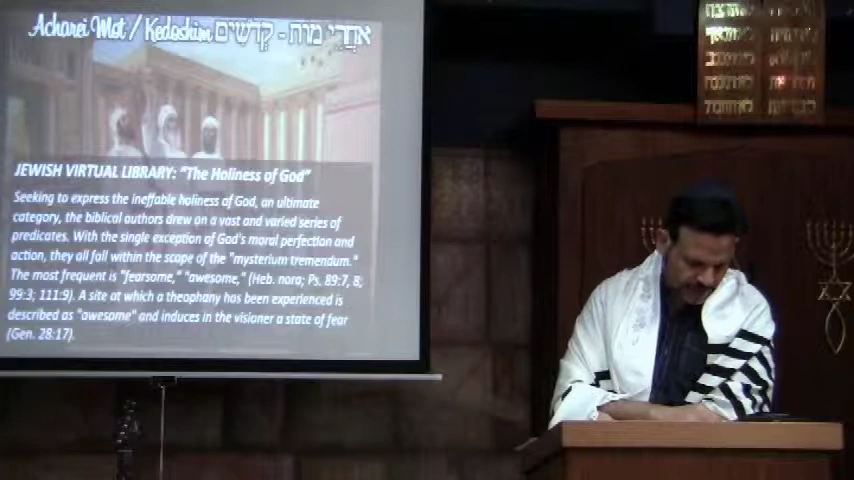 Acharei Mot / Kedoshim אַחֲרֵי מוֹת - קְדֹשִׁים
JEWISH VIRTUAL LIBRARY: "The Holiness of God"
Seeking to express the ineffable holiness of God, an ultimate
category, the biblical authors drew on a vast and varied series of
predicates. With the single exception of God's moral perfection and
action, they all fall within the scope of the "mysterium tremendum."
The most frequent is "fearsome," "awesome," (Heb. nora; Ps. 89:7, 8;
99:3; 111:9). A site at which a theophany has been experienced is
described as "awesome" and induces in the visioner a state of fear
(Gen. 28:17).